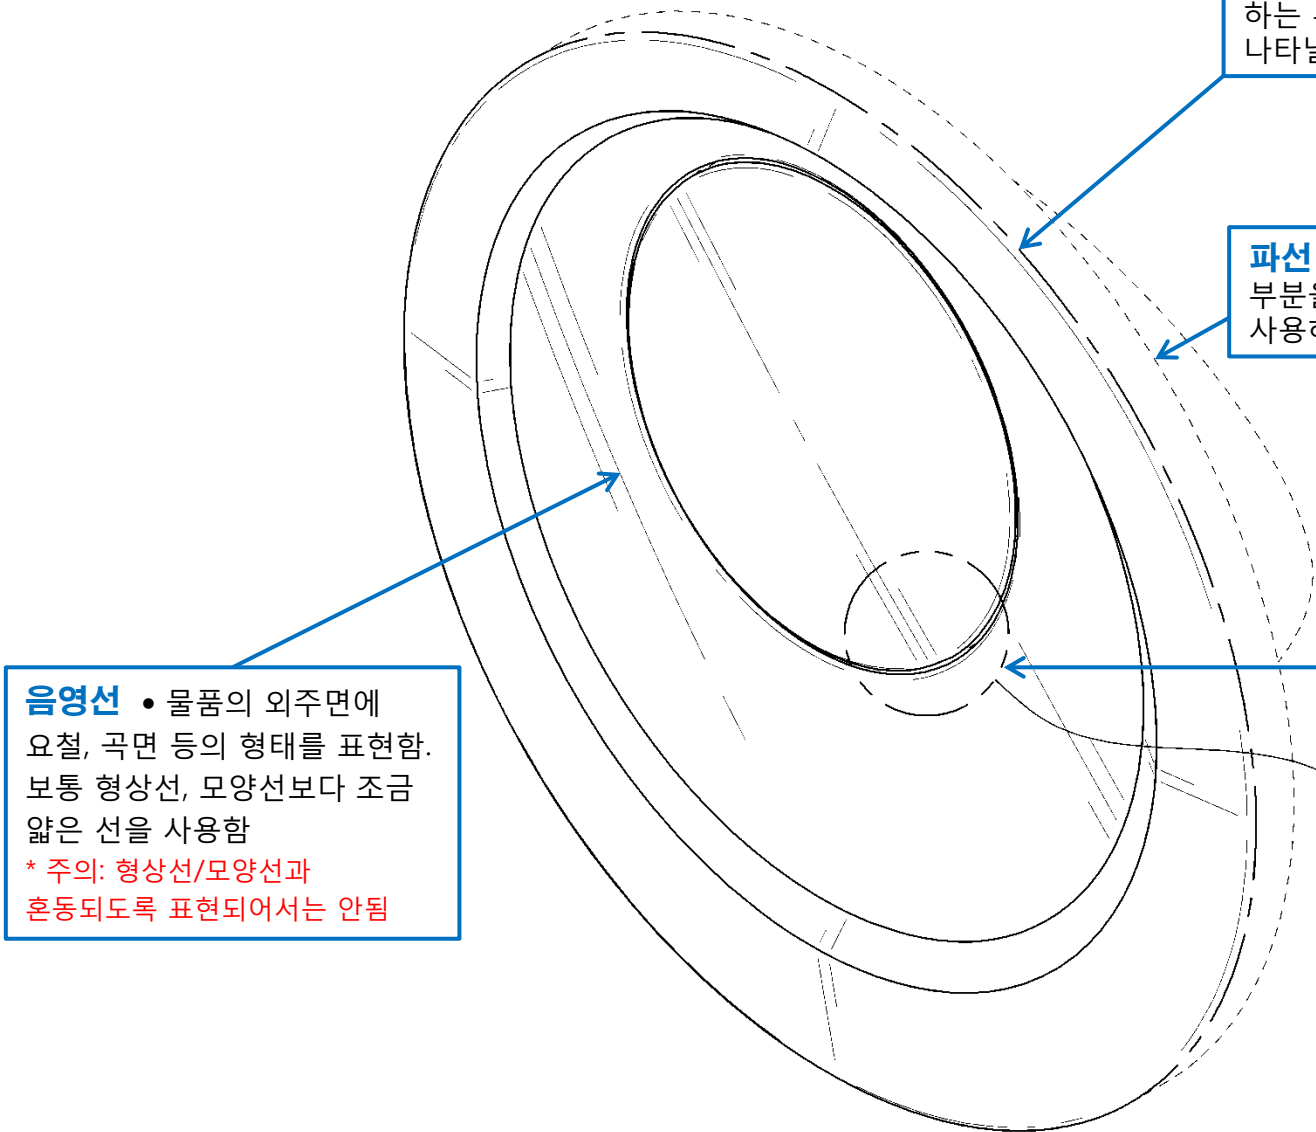 하는
나타날
파선
부분을
사용하
음영선 • 물품의 외주면에
요철, 곡면 등의 형태를 표현함.
보통 형상선, 모양선보다 조금
얇은 선을 사용함
* 주의: 형상선/모양선과
혼동되도록 표현되어서는 안됨